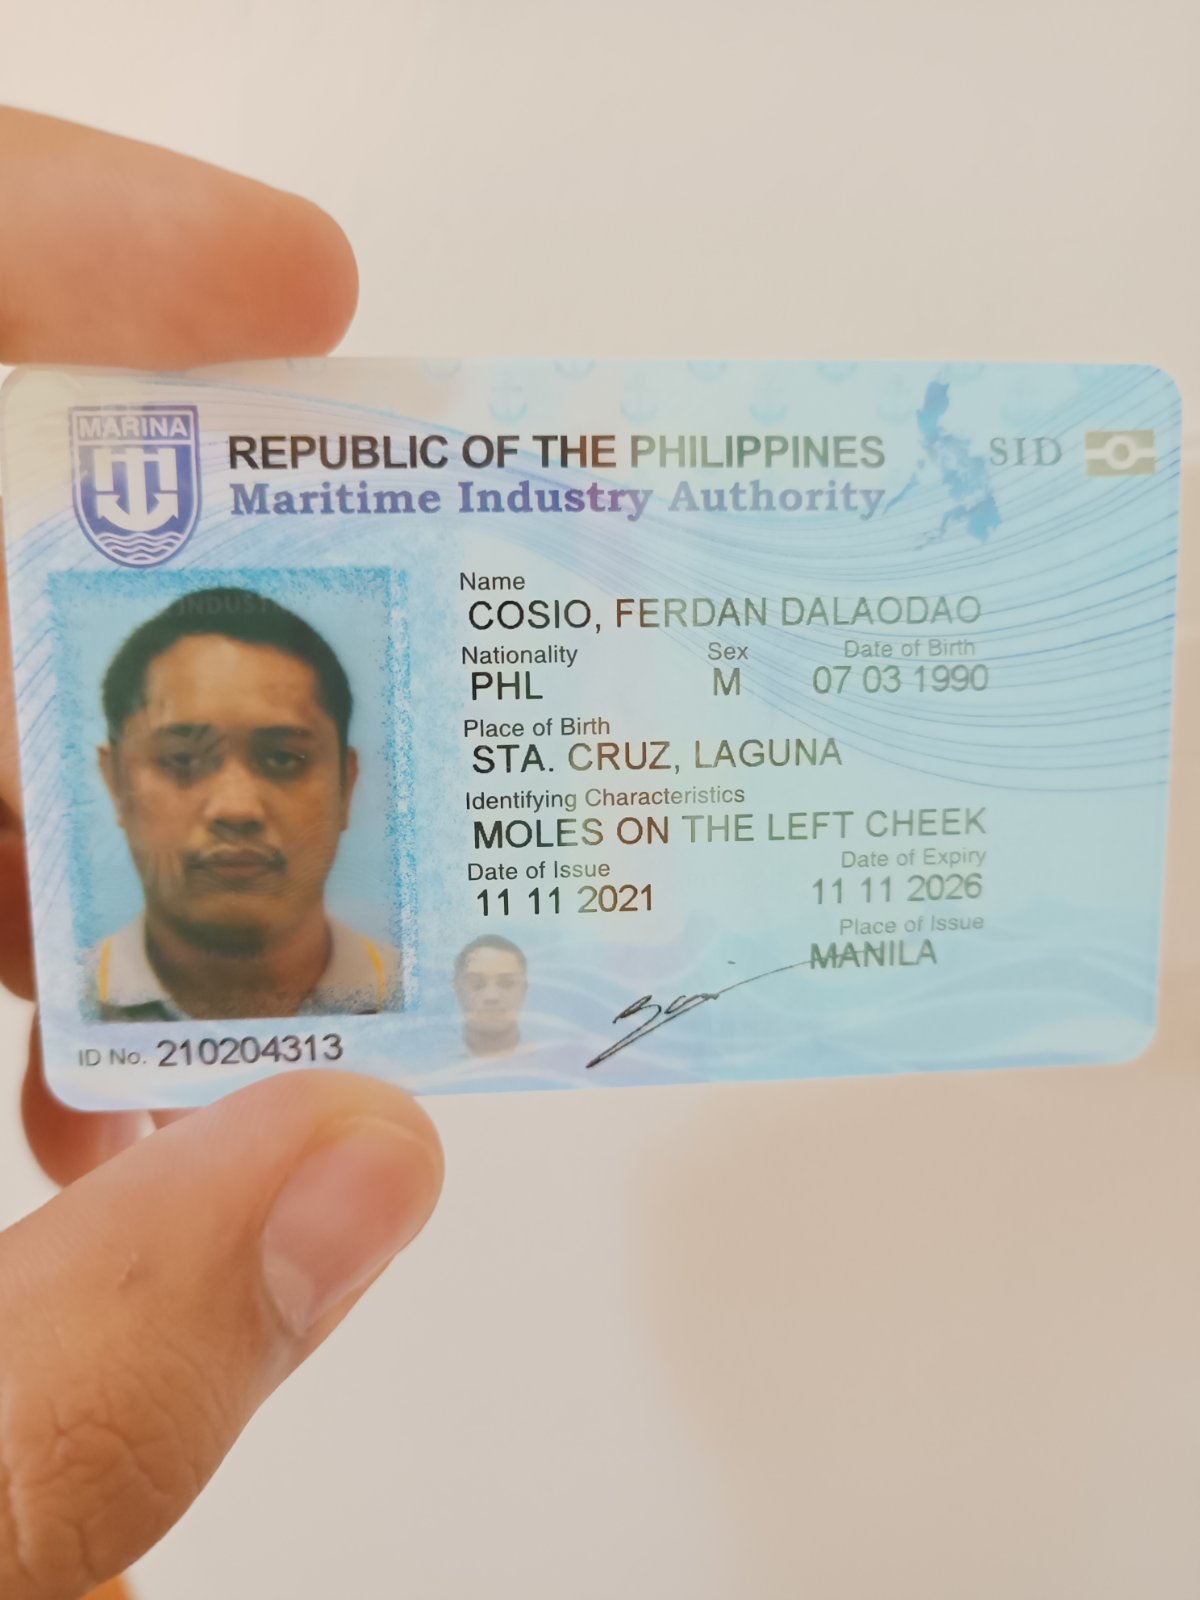 MARINA
REPUBLIC OF THE PHILIPPINES
Maritime Industry Authority
SID
Name
COSIO, FERDAN DALAODAO
Nationality Sex Date of Birth
PHL M 07 03 1990
Place of Birth
STA. CRUZ, LAGUNA
Identifying Characteristics
MOLES ON THE LEFT CHEEK
Date of Issue Date of Expiry
11 11 2021 11 11 2026
Place of Issue
MANILA
ID No. 210204313